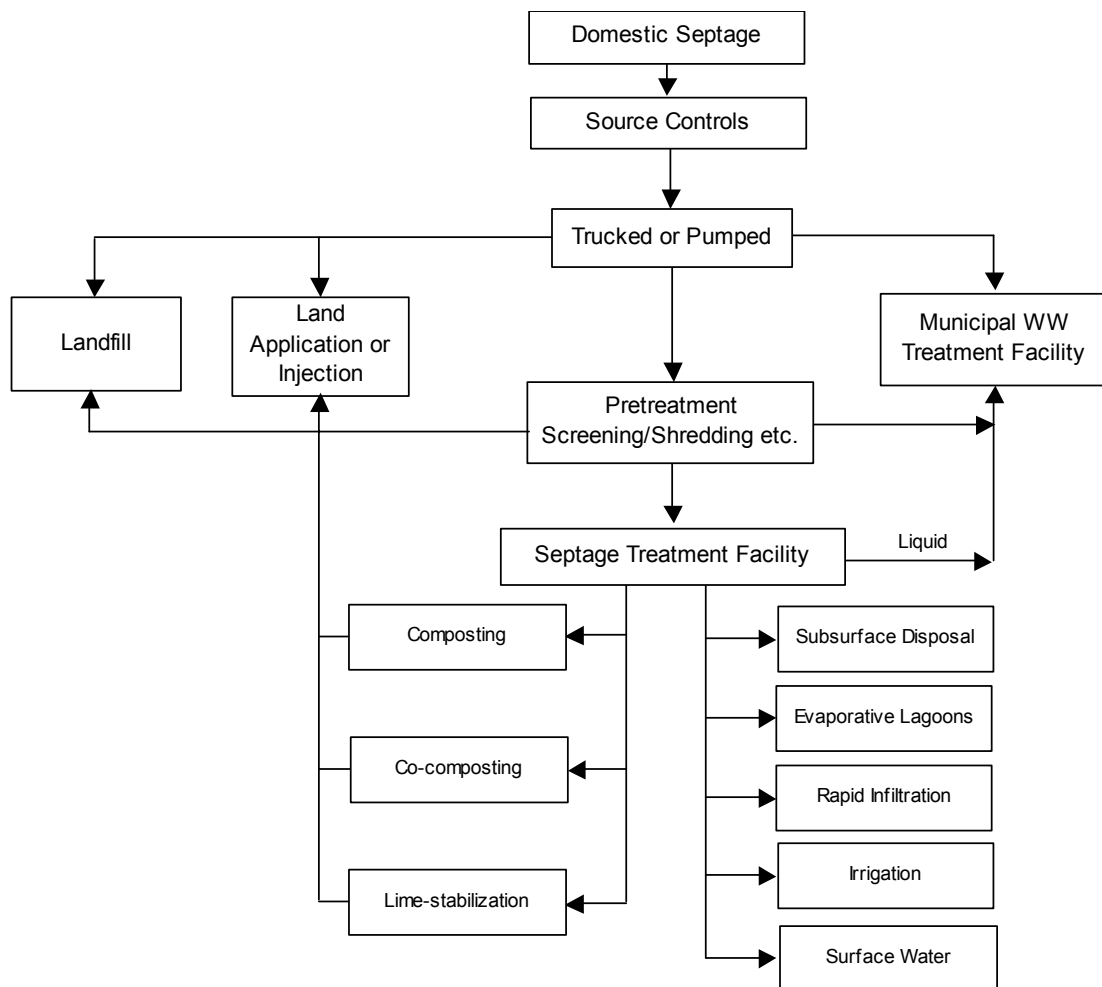 Domestic Septage
Source Controls
Trucked or Pumped
Landfill
Land
Application or
Injection
Municipal WW
Treatment Facility
Pretreatment
Screening/Shredding etc.
Septage Treatment Facility
Liquid
Composting
Co-composting
Lime-stabilization
Subsurface Disposal
Evaporative Lagoons
Rapid Infiltration
Irrigation
Surface Water